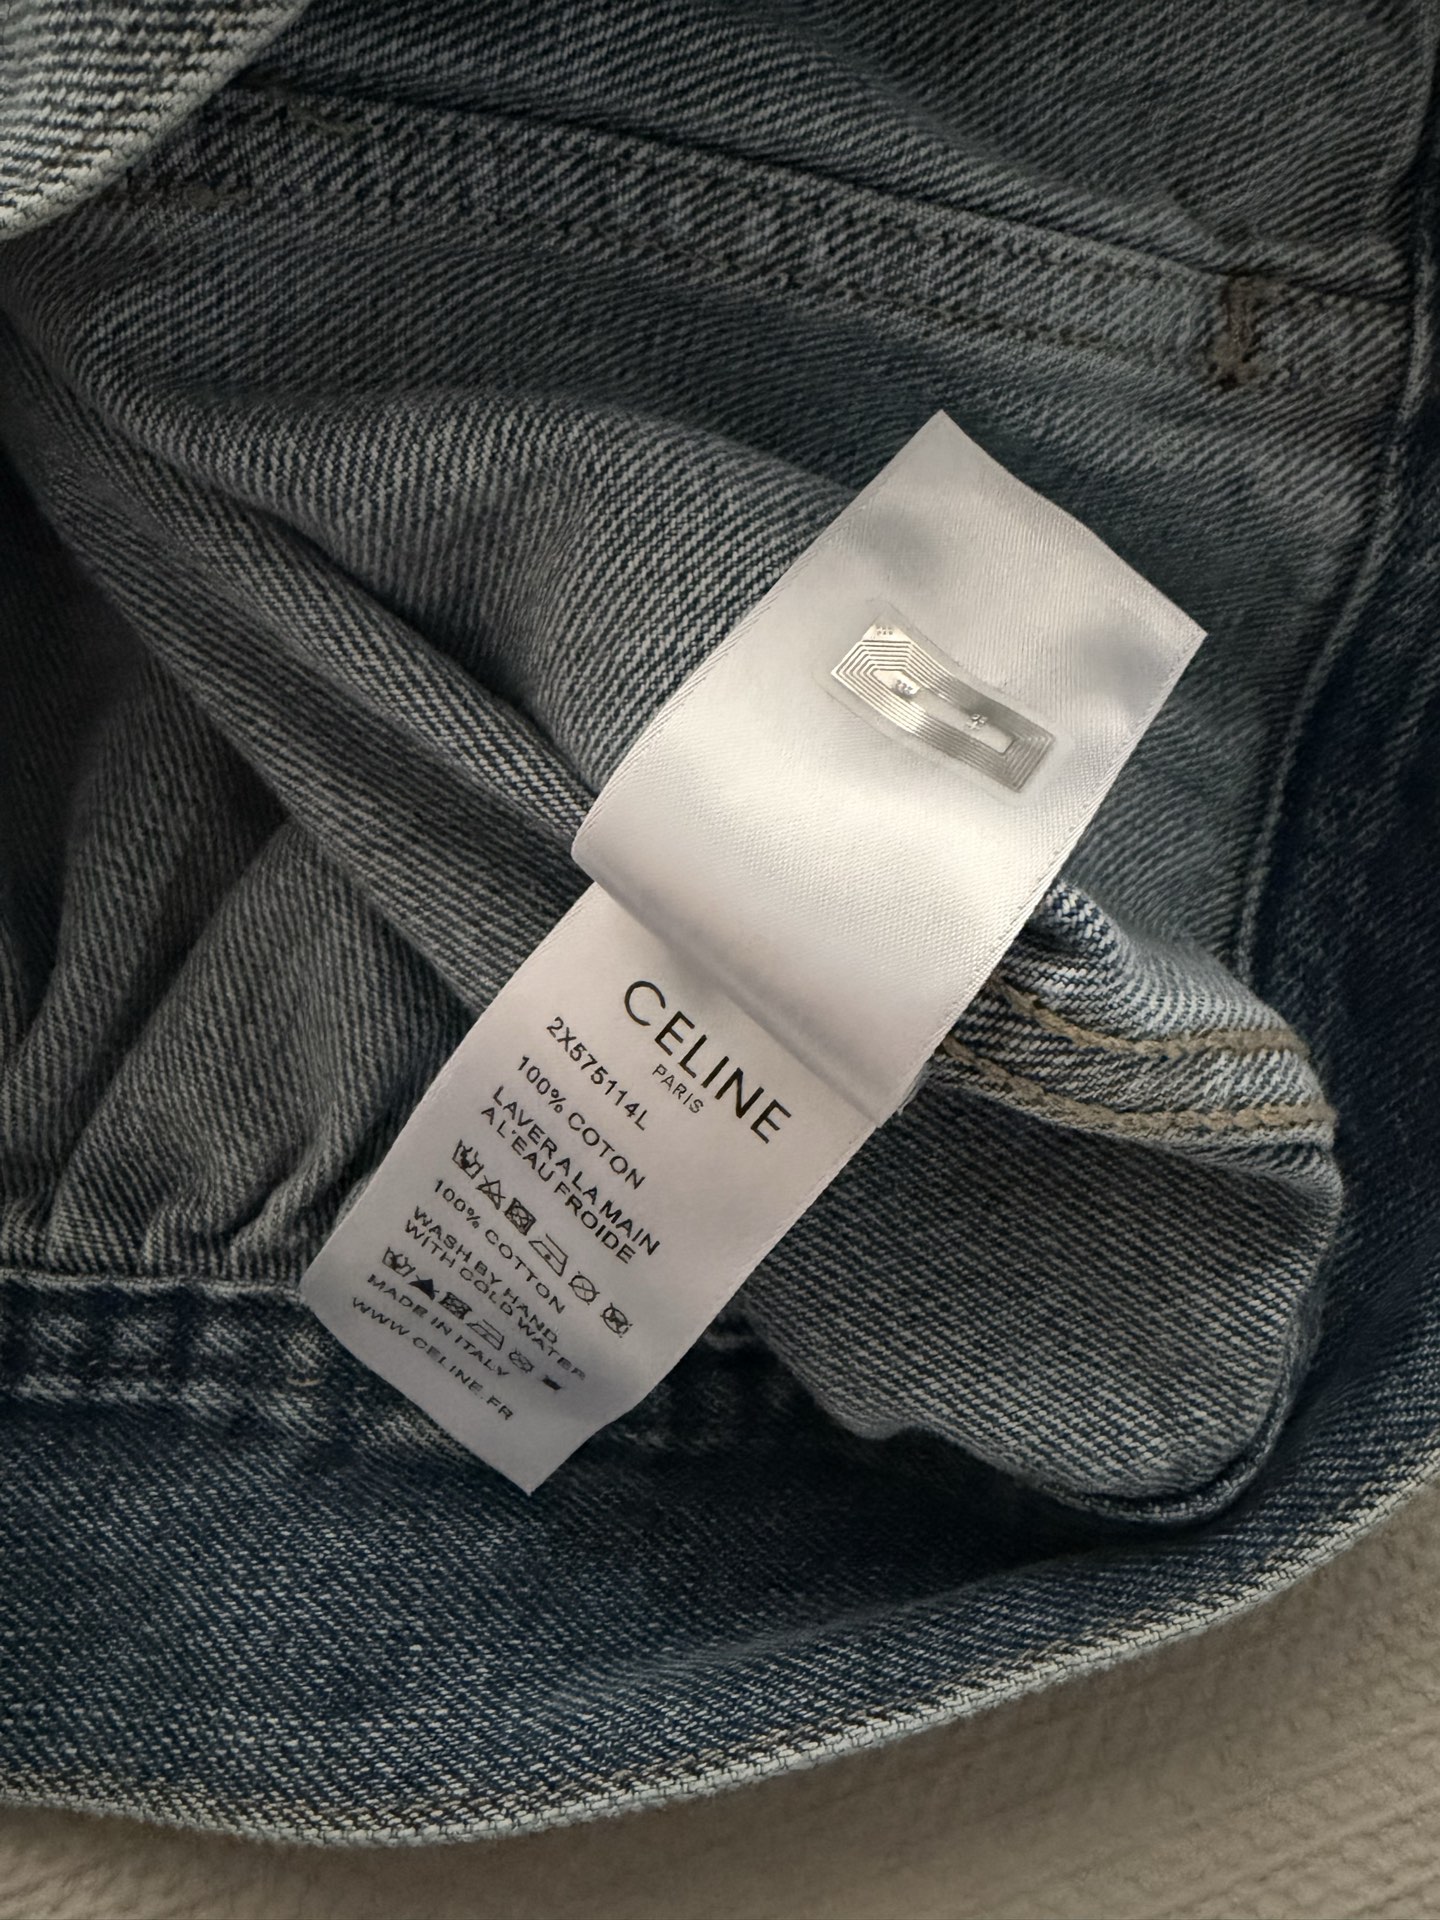 CELINE
PARIS
2X575114L
100% COTON
LAVER A LA MAIN
A L'EAU FROIDE
100% COTTON
WASH BY HAND
WITH COLD WATER
MADE IN ITALY
WWW.CELINE.FR